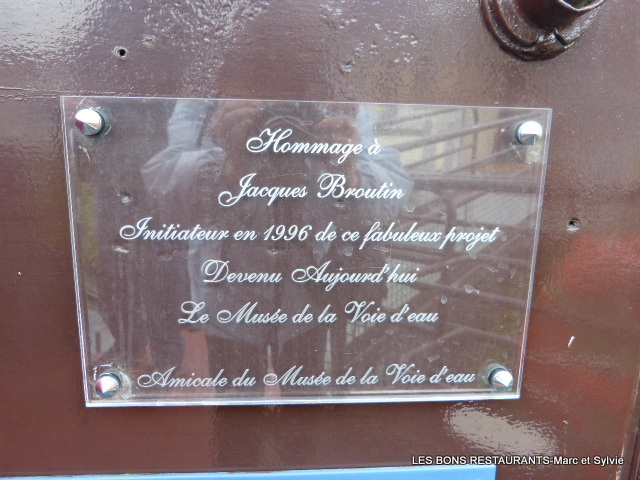 Hommage à
Jacques Broutin
Initiateur en 1996 de ce fabuleux projet
Devenu Aujourd'hui
Le Musée de la Voie d'eau
Amicale du Musée de la Voie d'eau
LES BONS RESTAURANTS-Marc et Sylvie